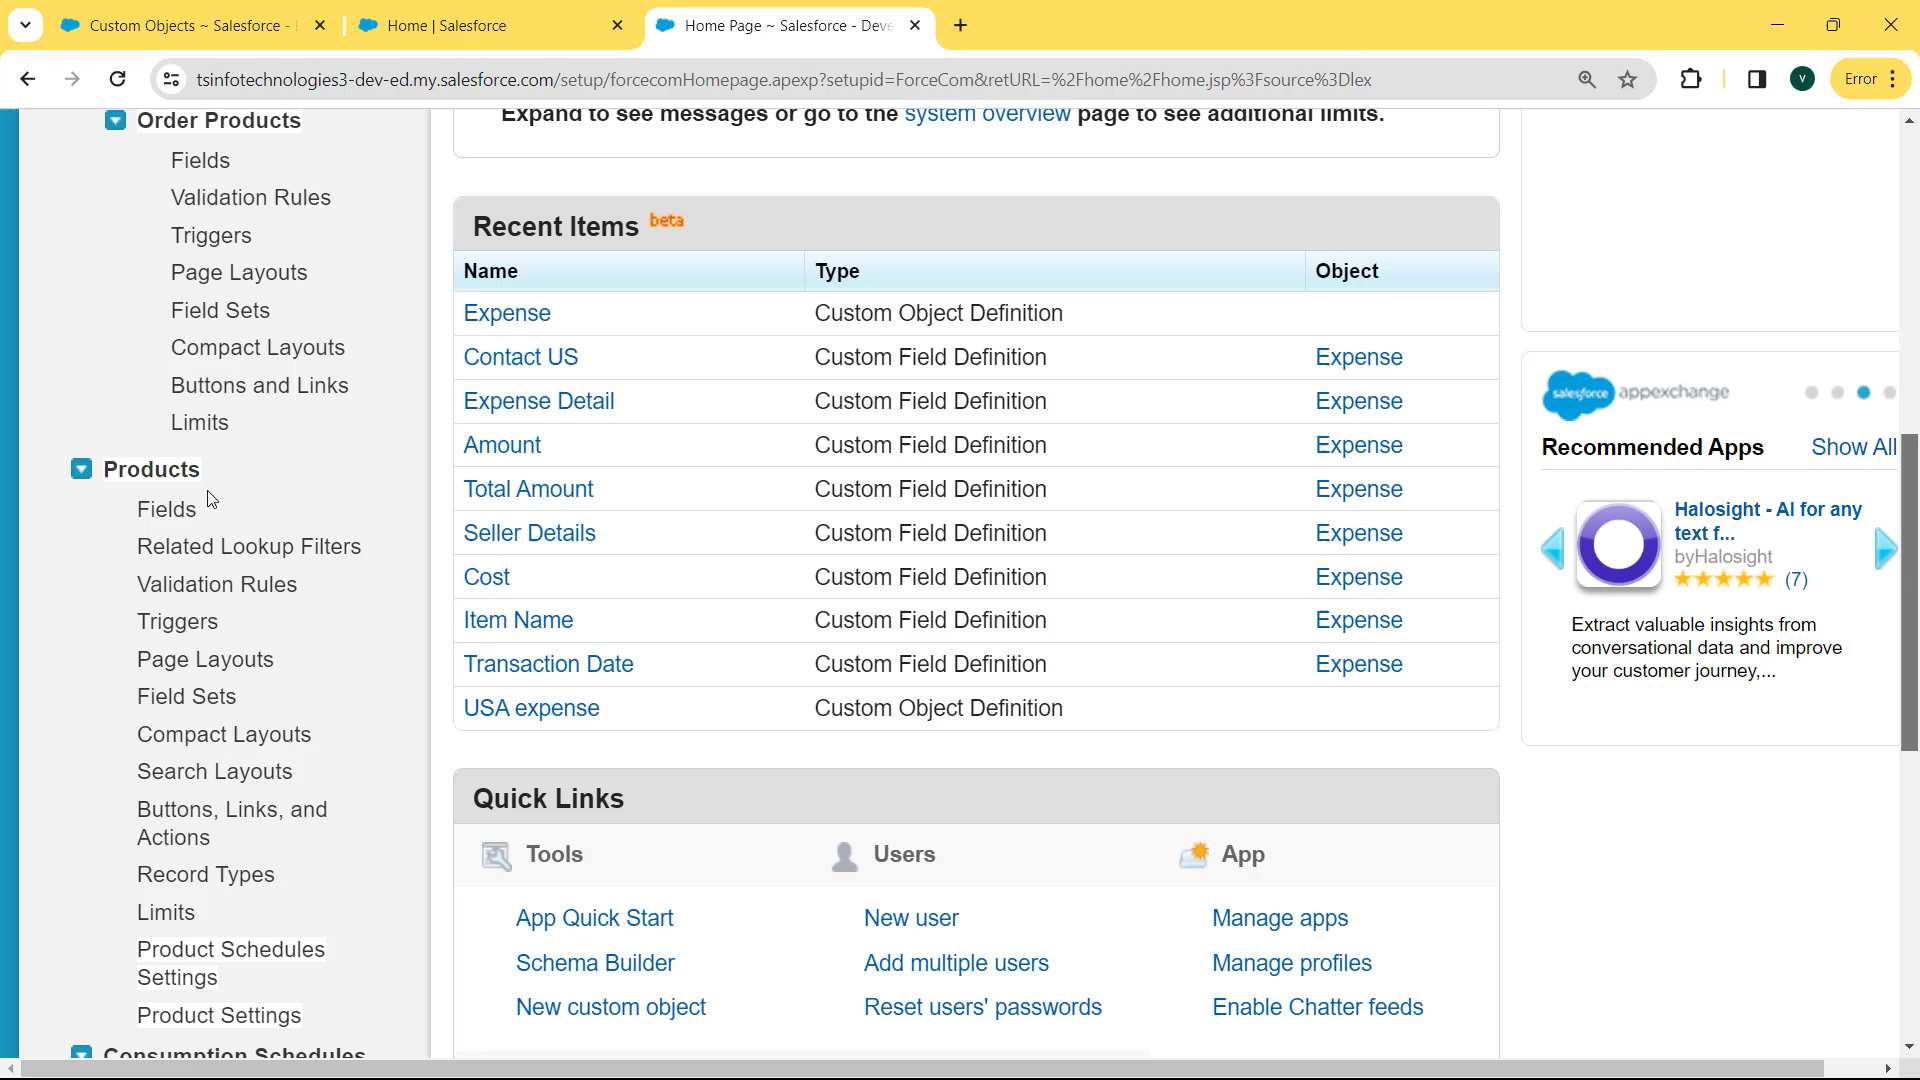 Custom Objects ~ Salesforce -
Home | Salesforce
Home Page ~ Salesforce - Deve
tsinfotechnologies3-dev-ed.my.salesforce.com/setup/forcecomHomepage.apexp?setupid=ForceCom&retURL=%2Fhome%2Fhome.jsp%3Fsource%3Dlex
V
Error
Order Products
Fields
Validation Rules
Triggers
Page Layouts
Field Sets
Compact Layouts
Buttons and Links
Limits
Products
Fields
Related Lookup Filters
Validation Rules
Triggers
Page Layouts
Field Sets
Compact Layouts
Search Layouts
Buttons, Links, and
Actions
Record Types
Limits
Product Schedules
Settings
Product Settings
Consumption Schedules
Expand to see messages or go to the system overview page to see additional limits.
Recent Items beta
Name Type Object
Expense Custom Object Definition
Contact US Custom Field Definition Expense
Expense Detail Custom Field Definition Expense
Amount Custom Field Definition Expense
Total Amount Custom Field Definition Expense
Seller Details Custom Field Definition Expense
Cost Custom Field Definition Expense
Item Name Custom Field Definition Expense
Transaction Date Custom Field Definition Expense
USA expense Custom Object Definition
Quick Links
Tools Users App
App Quick Start New user Manage apps
Schema Builder Add multiple users Manage profiles
New custom object Reset users' passwords Enable Chatter feeds
salesforce appexchange
Recommended Apps Show All
Halosight - AI for any
text f...
byHalosight
(7)
Extract valuable insights from
conversational data and improve
your customer journey,...